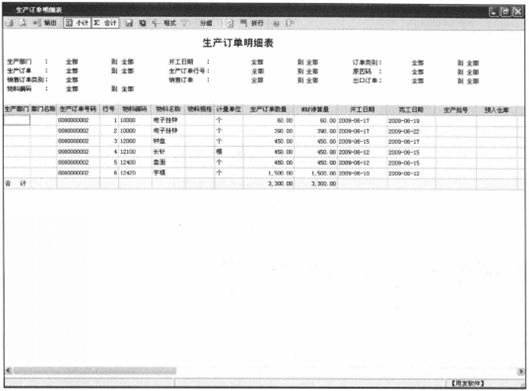 生产订单明细表
输出 小计 Σ 合计 格式 分组 折行
生产订单明细表
生产部门 : 全部 到 全部 开工日期 : 全部 到 全部 订单类别: 全部
生产订单 : 全部 到 全部 生产订单行号: 全部 到 全部 原因码 : 全部
销售订单类别: 全部 到 全部 销售订单 : 全部 到 全部 出口订单 : 全部
物料编码 : 全部 到 全部
生产部门 部门名称 生产订单号码 行号 物料编码 物料名称 物料规格 计量单位 生产订单数量 MRP净算量 开工日期 完工日期 生产批号 预入仓库
0000000002 1 10000 电子挂钟 个 60.00 60.00 2009-06-17 2009-06-19
0000000002 2 10000 电子挂钟 个 390.00 390.00 2009-06-17 2009-06-22
0000000002 3 12000 钟盘 个 450.00 450.00 2009-06-15 2009-06-17
0000000002 4 12100 长针 根 450.00 450.00 2009-06-12 2009-06-15
0000000002 5 12400 盘面 个 450.00 450.00 2009-06-12 2009-06-15
0000000002 6 12420 字模 个 1,500.00 1,500.00 2009-06-10 2009-06-12
合 计 3,300.00 3,300.00
【用友软件】